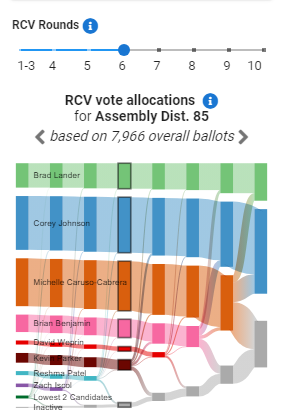 RCV Rounds
1-3 4 5 6 7 8 9 10
RCV vote allocations
for Assembly Dist. 85
based on 7,966 overall ballots
Brad Lander
Corey Johnson
Michelle Caruso-Cabrera
Brian Benjamin
David Weprin
Kevin Parker
Reshma Patel
Zach Iscol
Lowest 2 Candidates
Inactive